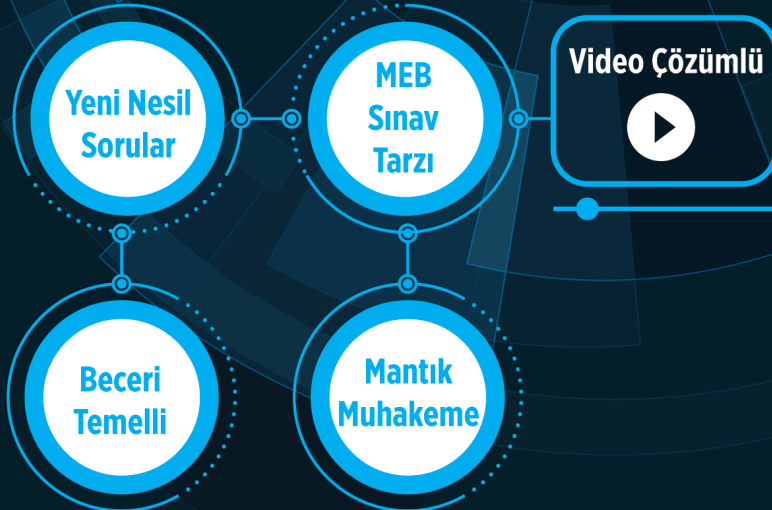 Yeni Nesil
Sorular
MEB
Sınav
Tarzı
Video Çözümlü
Beceri
Temelli
Mantık
Muhakeme